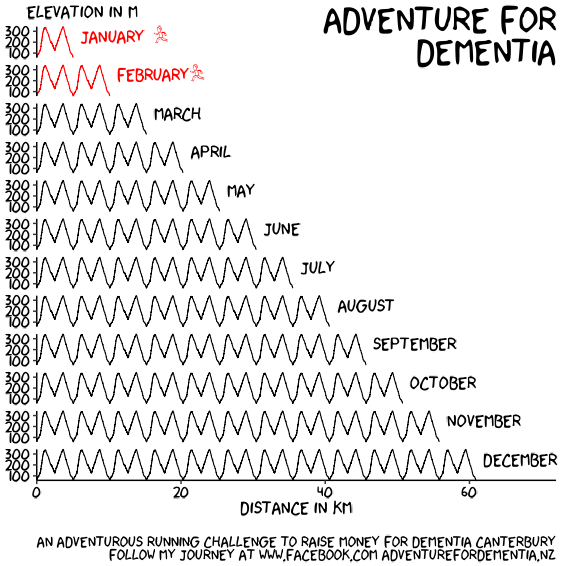 ELEVATION IN M
ADVENTURE FOR
DEMENTIA
300
200
100
JANUARY
300
200
100
FEBRUARY
300
200
100
MARCH
300
200
100
APRIL
300
200
100
MAY
300
200
100
JUNE
300
200
100
JULY
300
200
100
AUGUST
300
200
100
SEPTEMBER
300
200
100
OCTOBER
300
200
100
NOVEMBER
300
200
100
DECEMBER
0 20 40 60
DISTANCE IN KM
AN ADVENTUROUS RUNNING CHALLENGE TO RAISE MONEY FOR DEMENTIA CANTERBURY
FOLLOW MY JOURNEY AT WWW.FACEBOOK.COM ADVENTUREFORDEMENTIA.NZ